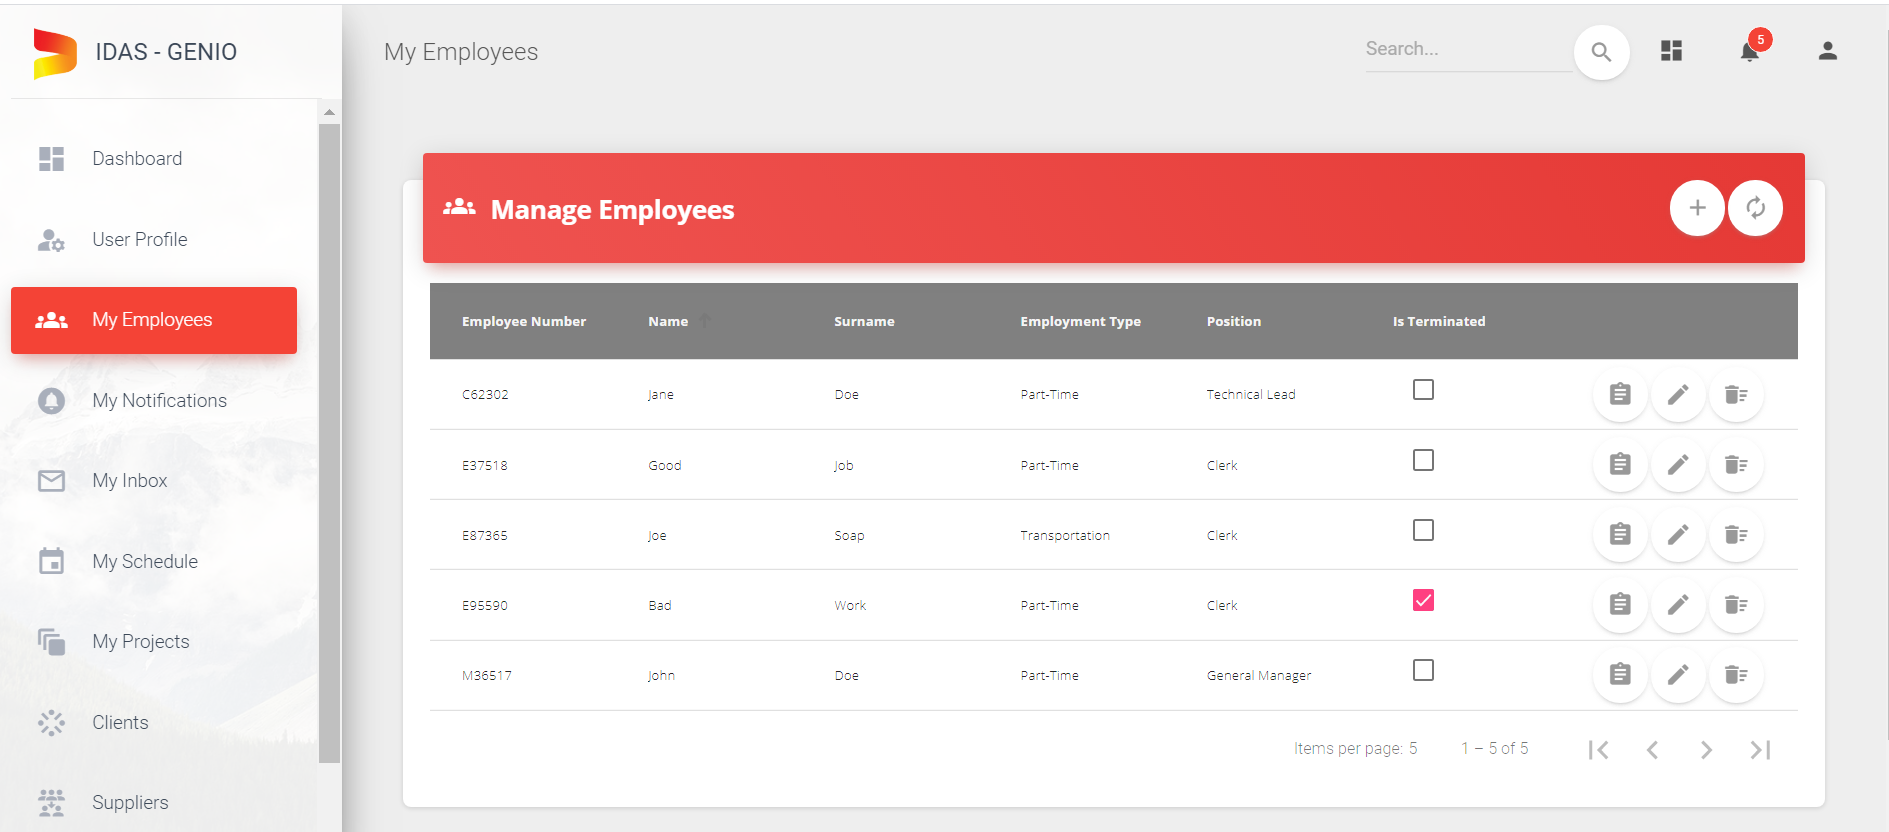 IDAS - GENIO
My Employees
Search...
5
Dashboard
User Profile
My Employees
My Notifications
My Inbox
My Schedule
My Projects
Clients
Suppliers
Manage Employees
Employee Number Name Surname Employment Type Position Is Terminated
C62302 Jane Doe Part-Time Technical Lead
E37518 Good Job Part-Time Clerk
E87365 Joe Soap Transportation Clerk
E95590 Bad Work Part-Time Clerk
M36517 John Doe Part-Time General Manager
Items per page: 5 1 – 5 of 5